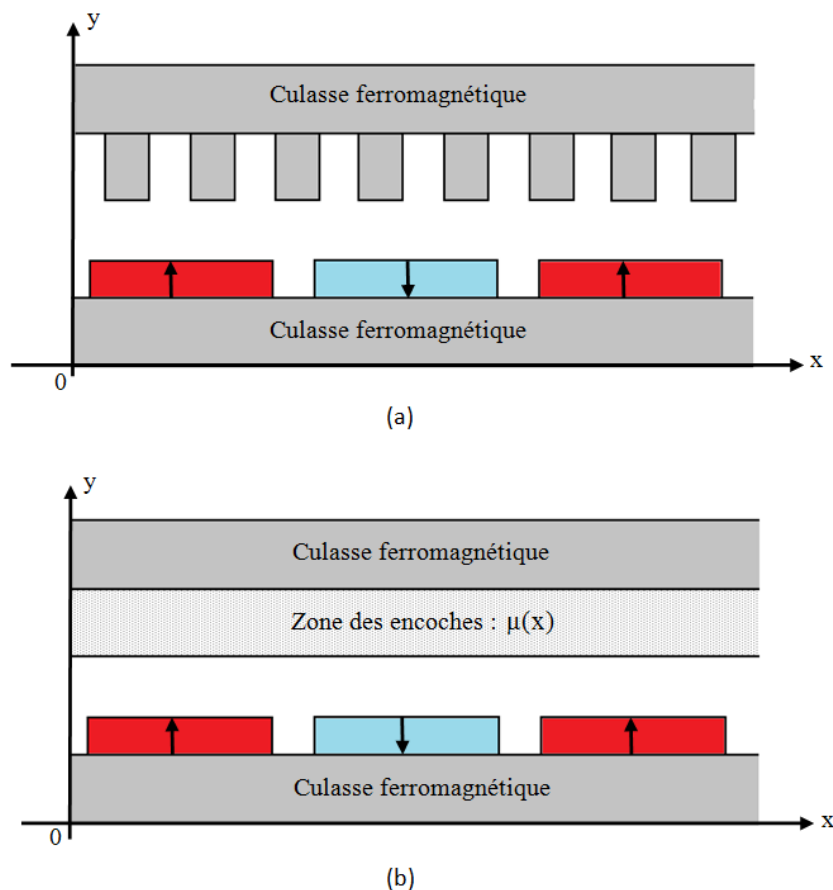 y
Culasse ferromagnétique
Culasse ferromagnétique
x
0
(a)
y
Culasse ferromagnétique
Zone des encoches : μ(x)
Culasse ferromagnétique
x
0
(b)